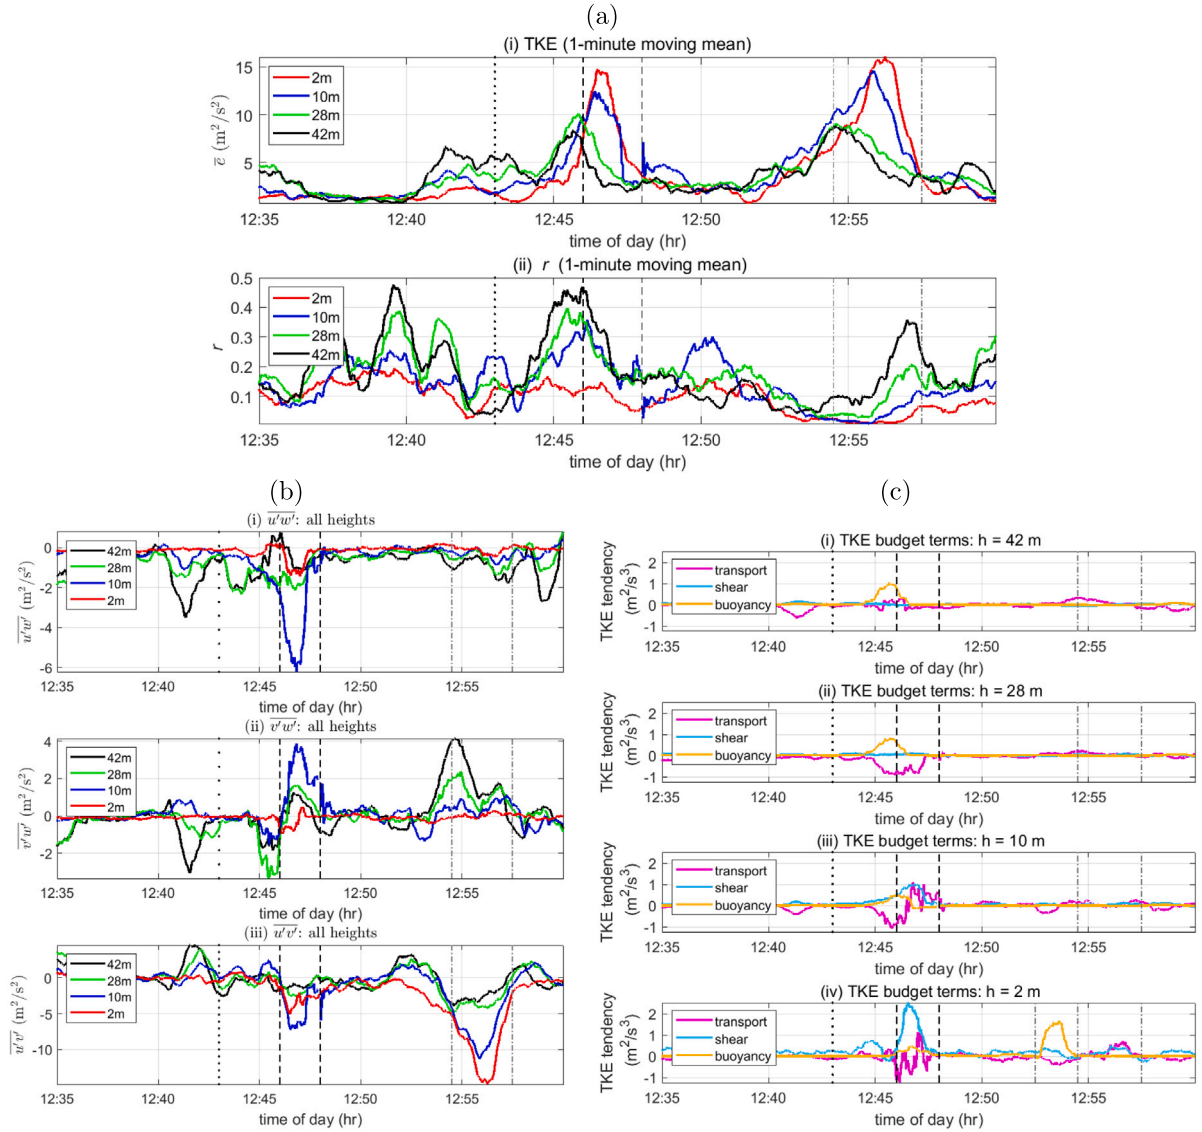 (a)
(i) TKE (1-minute moving mean)
15
10
5
e̅ (m²/s²)
2m
10m
28m
42m
12:35 12:40 12:45 12:50 12:55
time of day (hr)
(ii) r (1-minute moving mean)
0.5
0.4
0.3
0.2
0.1
r
2m
10m
28m
42m
12:35 12:40 12:45 12:50 12:55
time of day (hr)
(b)
(i) u′w′: all heights
0
-2
-4
-6
u′w′ (m²/s²)
42m
28m
10m
2m
12:35 12:40 12:45 12:50 12:55
time of day (hr)
(ii) v′w′: all heights
4
2
0
-2
v′w′ (m²/s²)
42m
28m
10m
2m
12:35 12:40 12:45 12:50 12:55
time of day (hr)
(iii) u′v′: all heights
0
-5
-10
u′v′ (m²/s²)
42m
28m
10m
2m
12:35 12:40 12:45 12:50 12:55
time of day (hr)
(c)
(i) TKE budget terms: h = 42 m
2
1
0
-1
TKE tendency
(m²/s³)
transport
shear
buoyancy
12:35 12:40 12:45 12:50 12:55
time of day (hr)
(ii) TKE budget terms: h = 28 m
2
1
0
-1
TKE tendency
(m²/s³)
transport
shear
buoyancy
12:35 12:40 12:45 12:50 12:55
time of day (hr)
(iii) TKE budget terms: h = 10 m
2
1
0
-1
TKE tendency
(m²/s³)
transport
shear
buoyancy
12:35 12:40 12:45 12:50 12:55
time of day (hr)
(iv) TKE budget terms: h = 2 m
2
1
0
-1
TKE tendency
(m²/s³)
transport
shear
buoyancy
12:35 12:40 12:45 12:50 12:55
time of day (hr)